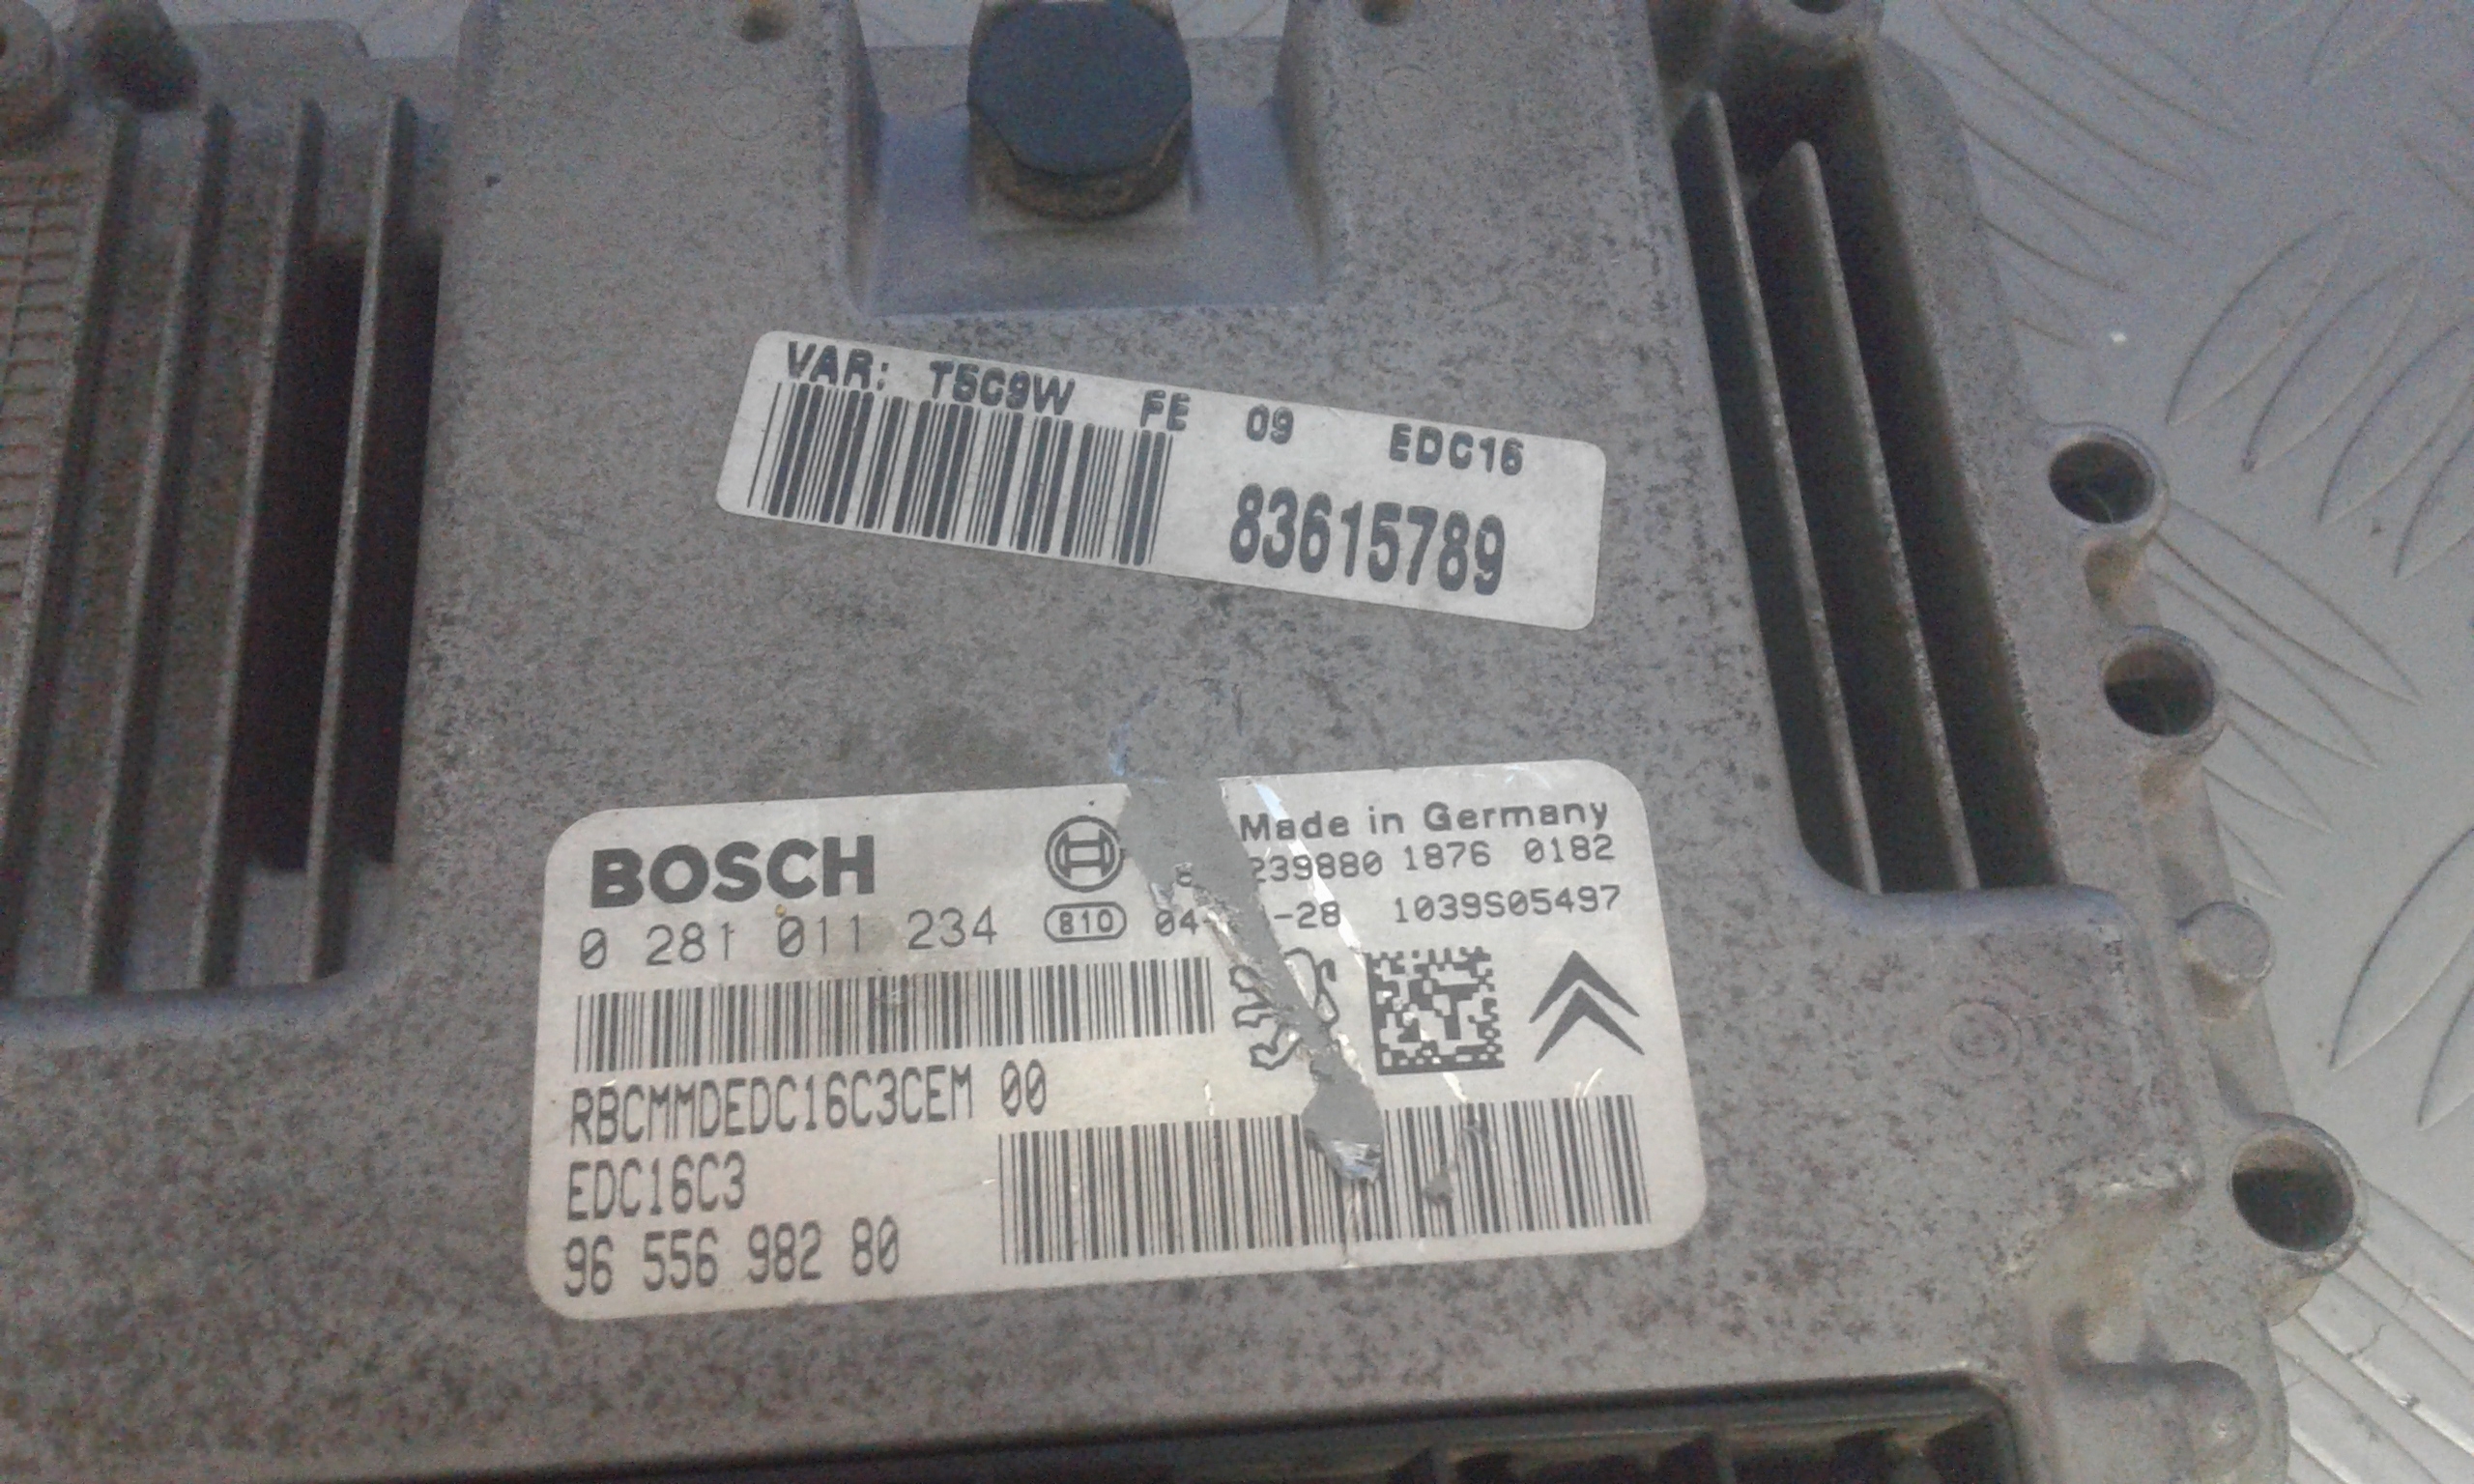 VAR: T5C9W FE 09 EDC16
83615789
BOSCH
Made in Germany
239880 1876 0182
0 281 011 234
810
04- -28 1039S05497
RBCMMDEDC16C3CEM 00
EDC16C3
96 556 982 80